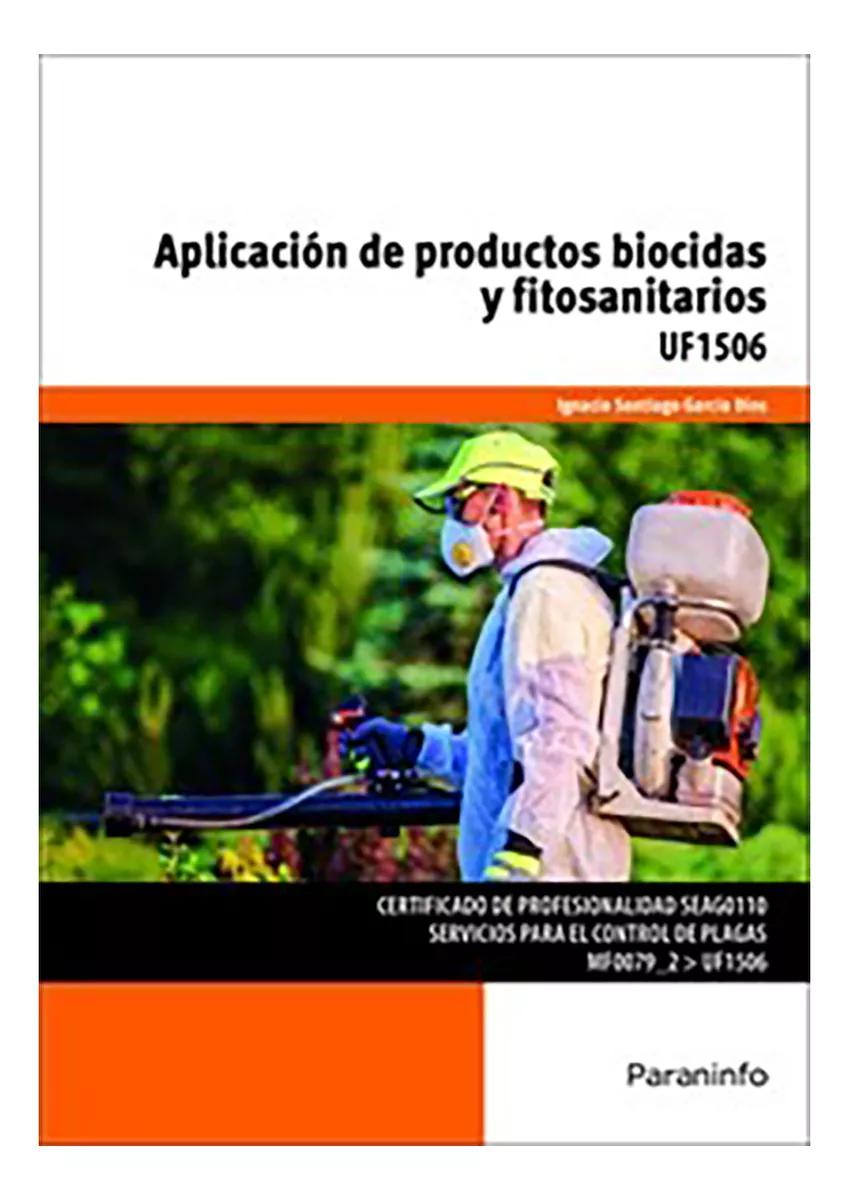 Aplicación de productos biocidas
y fitosanitarios
UF1506
Ignacio Santiago García Dios
CERTIFICADO DE PROFESIONALIDAD SEAG0110
SERVICIOS PARA EL CONTROL DE PLAGAS
MF0079_2 > UF1506
Paraninfo